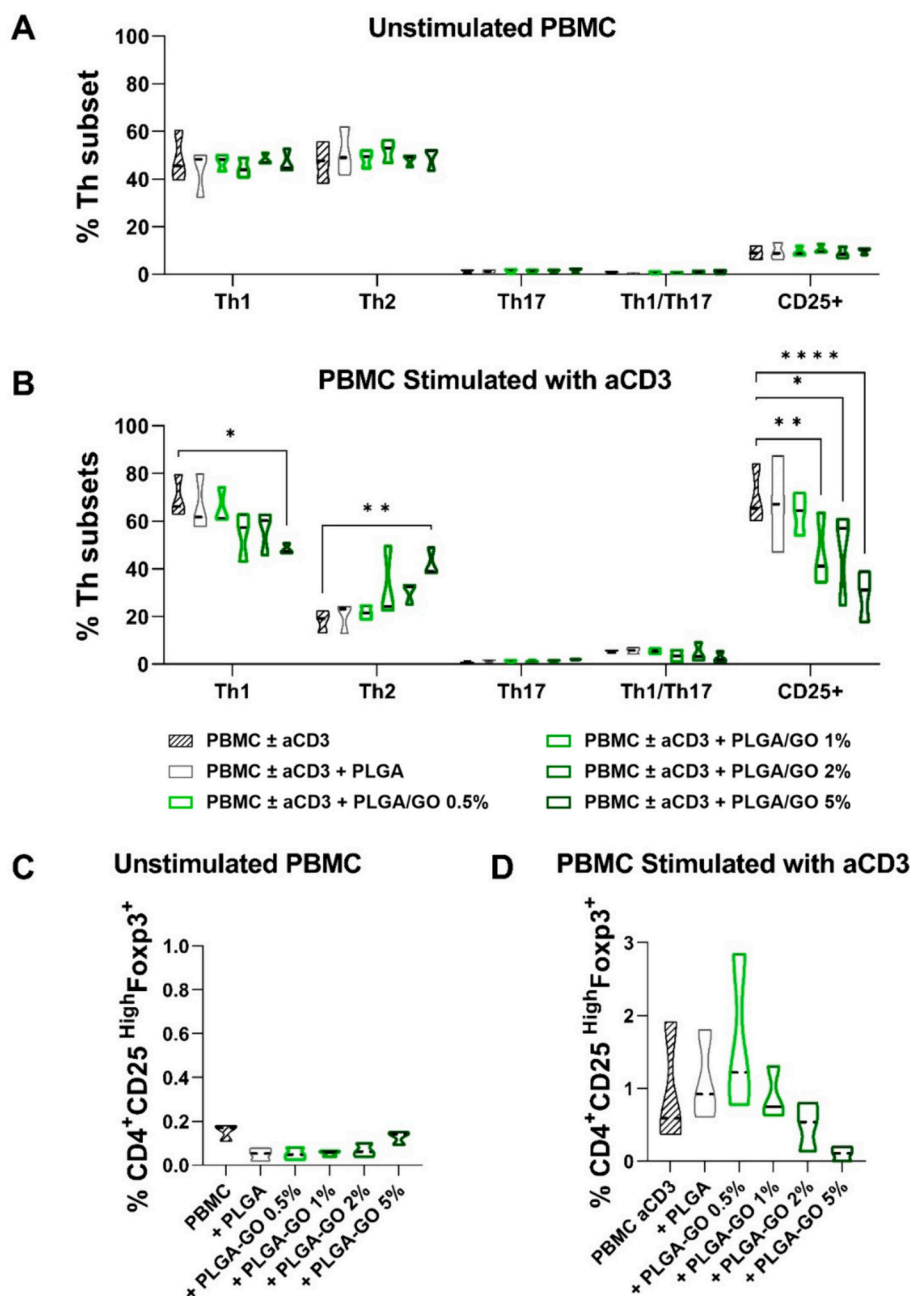 A
Unstimulated PBMC
% Th subset
100
80
60
40
20
0
Th1
Th2
Th17
Th1/Th17
CD25+
B
PBMC Stimulated with aCD3
% Th subsets
100
80
60
40
20
0
*
**
****
*
**
Th1
Th2
Th17
Th1/Th17
CD25+
PBMC ± aCD3
PBMC ± aCD3 + PLGA
PBMC ± aCD3 + PLGA/GO 0.5%
PBMC ± aCD3 + PLGA/GO 1%
PBMC ± aCD3 + PLGA/GO 2%
PBMC ± aCD3 + PLGA/GO 5%
C
Unstimulated PBMC
% CD4+CD25 HighFoxp3+
1.0
0.8
0.6
0.4
0.2
0.0
PBMC
+ PLGA
+ PLGA-GO 0.5%
+ PLGA-GO 1%
+ PLGA-GO 2%
+ PLGA-GO 5%
D
PBMC Stimulated with aCD3
% CD4+CD25 HighFoxp3+
3
2
1
0
PBMC aCD3
+ PLGA
+ PLGA-GO 0.5%
+ PLGA-GO 1%
+ PLGA-GO 2%
+ PLGA-GO 5%